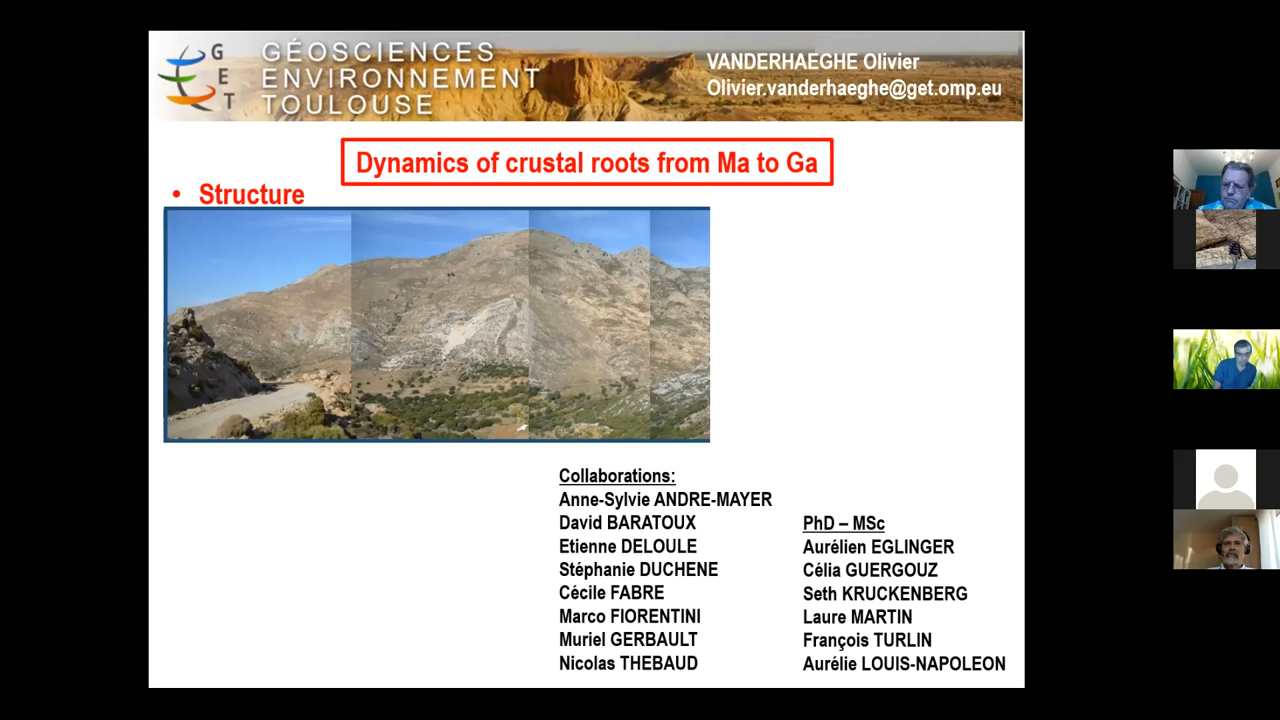 GET
GÉOSCIENCES
ENVIRONNEMENT
TOULOUSE
VANDERHAEGHE Olivier
Olivier.vanderhaeghe@get.omp.eu
Dynamics of crustal roots from Ma to Ga
• Structure
Collaborations:
Anne-Sylvie ANDRE-MAYER
David BARATOUX
Etienne DELOULE
Stéphanie DUCHENE
Cécile FABRE
Marco FIORENTINI
Muriel GERBAULT
Nicolas THEBAUD
PhD – MSc
Aurélien EGLINGER
Célia GUERGOUZ
Seth KRUCKENBERG
Laure MARTIN
François TURLIN
Aurélie LOUIS-NAPOLEON